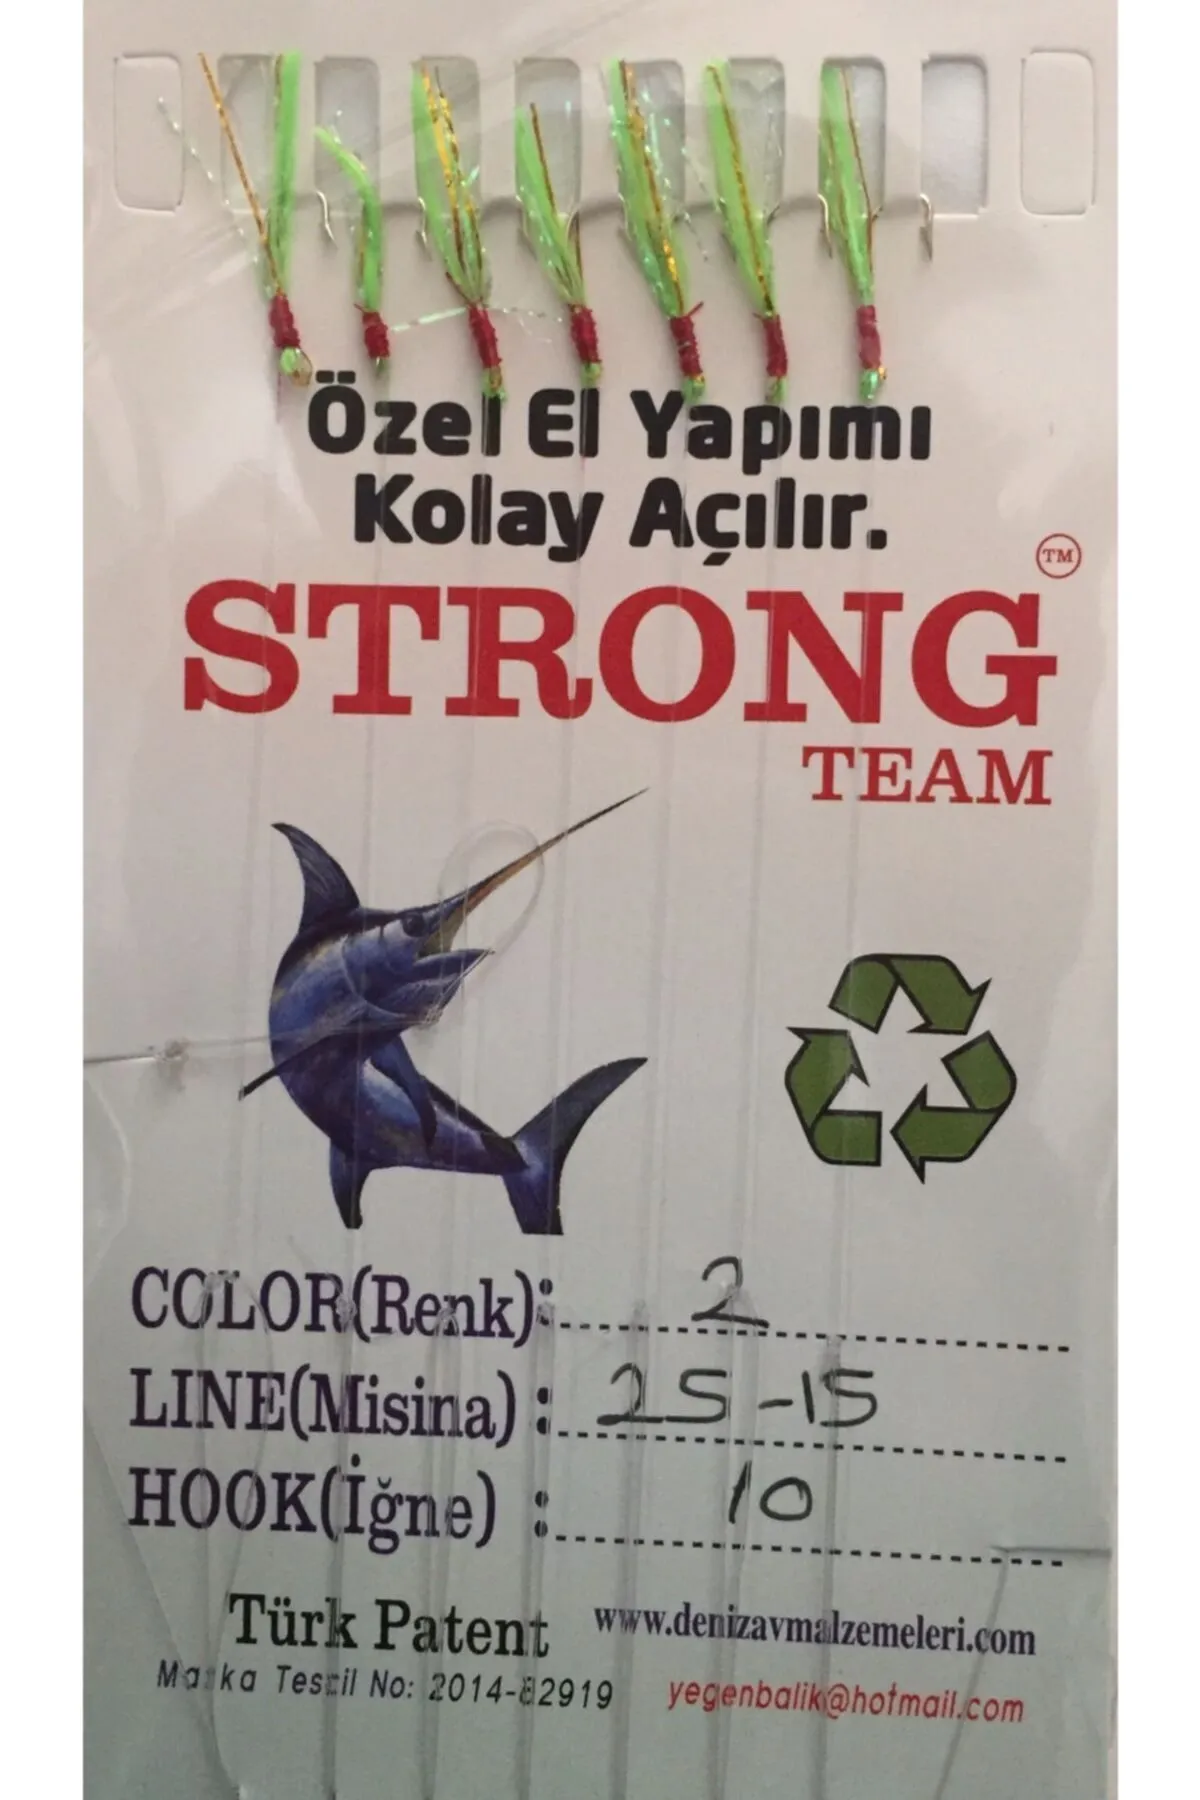 Özel El Yapımı
Kolay Açılır.
TM
STRONG
TEAM
COLOR(Renk): 2
LINE(Misina) : 25-15
HOOK(İğne) : 10
Türk Patent
www.denizavmalzemeleri.com
Marka Tescil No: 2014-82919
yegenbalik@hotmail.com